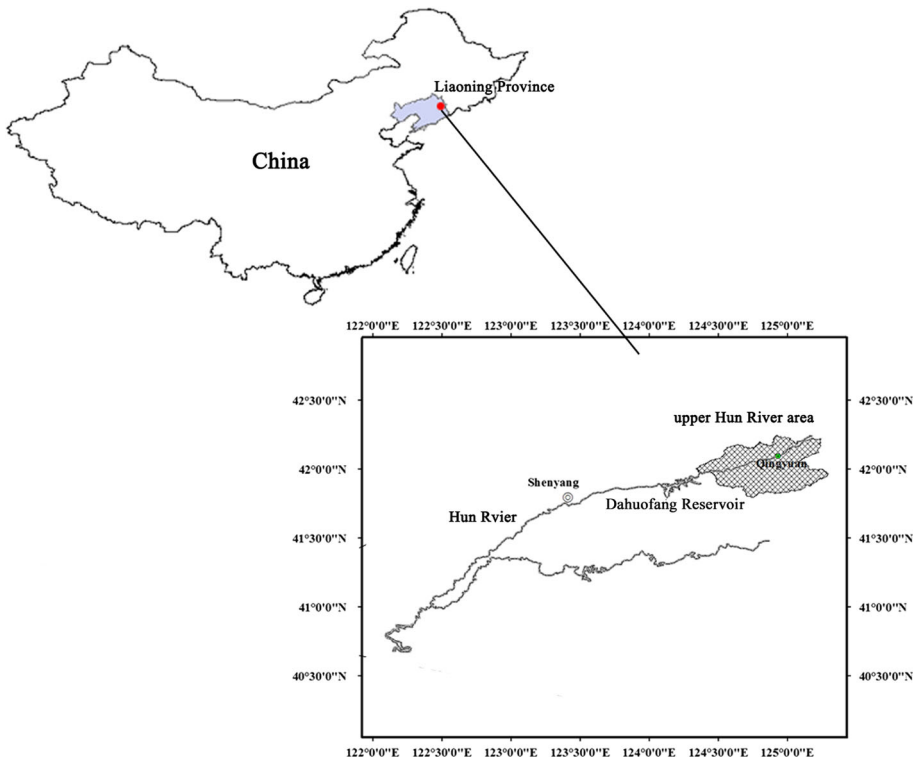 Liaoning Province
China
122°0'0"E 122°30'0"E 123°0'0"E 123°30'0"E 124°0'0"E 124°30'0"E 125°0'0"E
42°30'0"N 42°30'0"N
upper Hun River area
Qingyuan
42°0'0"N 42°0'0"N
Shenyang
Dahuofang Reservoir
Hun Rvier
41°30'0"N 41°30'0"N
41°0'0"N 41°0'0"N
40°30'0"N 40°30'0"N
122°0'0"E 122°30'0"E 123°0'0"E 123°30'0"E 124°0'0"E 124°30'0"E 125°0'0"E